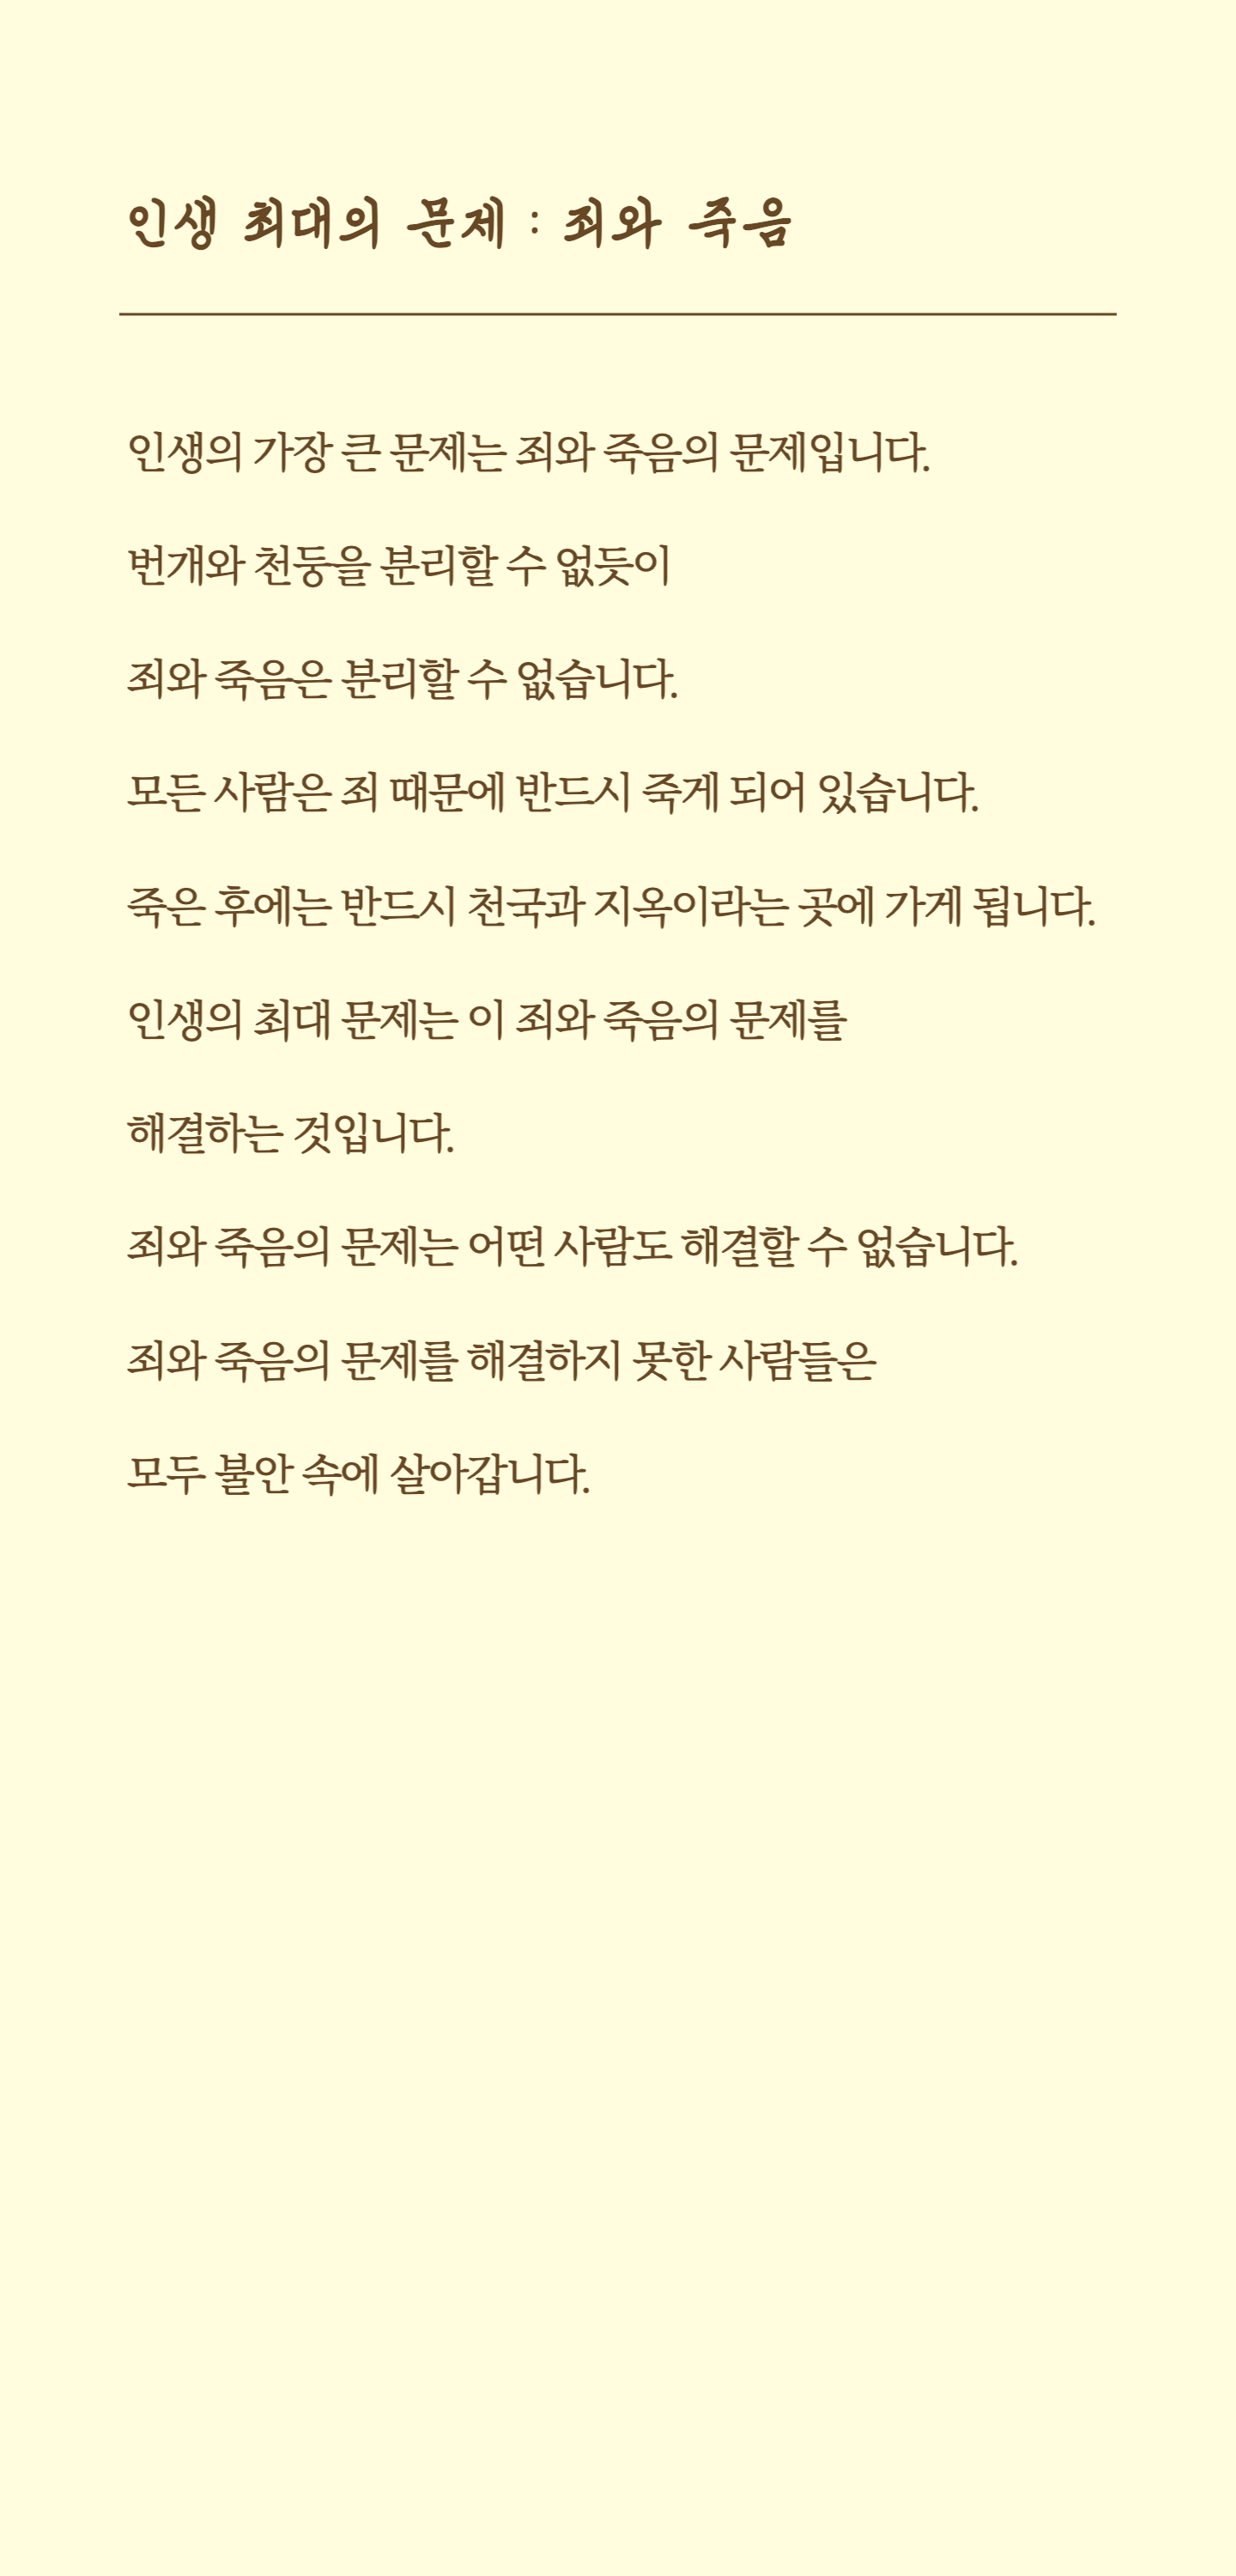 인생 최대의 문제 : 죄와 죽음
인생의 가장 큰 문제는 죄와 죽음의 문제입니다.
번개와 천둥을 분리할 수 없듯이
죄와 죽음은 분리할 수 없습니다.
모든 사람은 죄 때문에 반드시 죽게 되어 있습니다.
죽은 후에는 반드시 천국과 지옥이라는 곳에 가게 됩니다.
인생의 최대 문제는 이 죄와 죽음의 문제를
해결하는 것입니다.
죄와 죽음의 문제는 어떤 사람도 해결할 수 없습니다.
죄와 죽음의 문제를 해결하지 못한 사람들은
모두 불안 속에 살아갑니다.